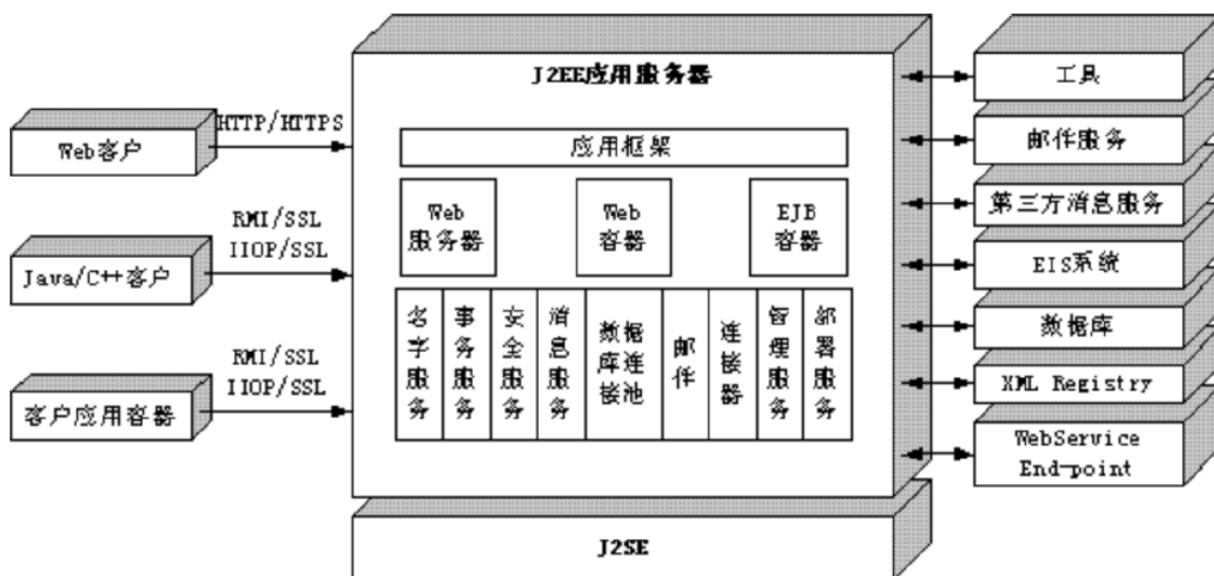 J2EE应用服务器
HTTP/HTTPS
Web客户
RMI/SSL
IIOP/SSL
Java/C++客户
RMI/SSL
IIOP/SSL
客户应用容器
应用框架
Web
服务器
Web
容器
EJB
容器
名字服务
事务服务
安全服务
消息服务
数据
库连
接池
邮件
连接器
管理服务
部署服务
工具
邮件服务
第三方消息服务
EIS系统
数据库
XML Registry
WebService
End-point
J2SE